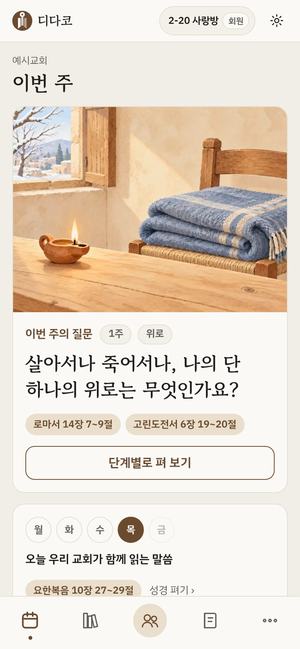 디다코
2-20 사랑방 회원
예시교회
이번 주
이번 주의 질문 1주 위로
살아서나 죽어서나, 나의 단
하나의 위로는 무엇인가요?
로마서 14장 7~9절 고린도전서 6장 19~20절
단계별로 펴 보기
월 화 수 목 금
오늘 우리 교회가 함께 읽는 말씀
요한복음 10장 27~29절 성경 펴기 ›